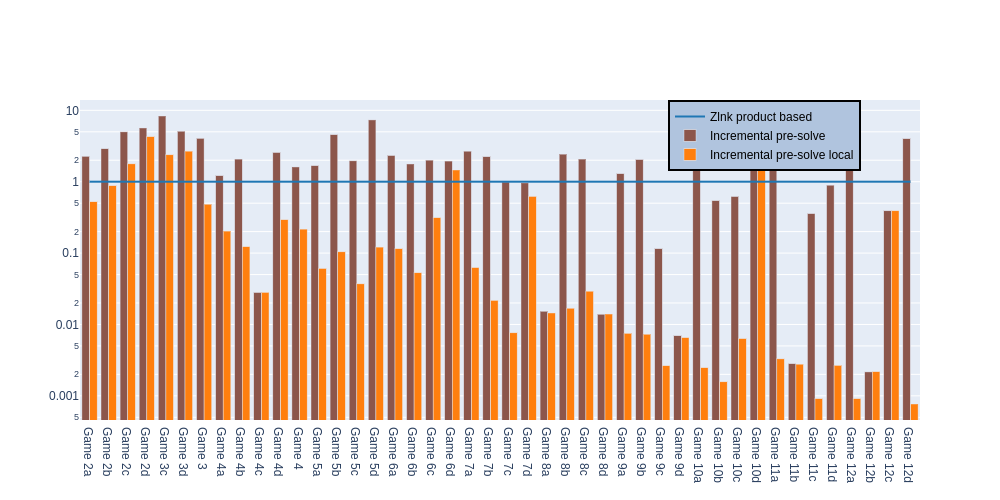 10
5
2
1
5
2
0.1
5
2
0.01
5
2
0.001
5
ZInk product based
Incremental pre-solve
Incremental pre-solve local
Game 2a
Game 2b
Game 2c
Game 2d
Game 3c
Game 3d
Game 3
Game 4a
Game 4b
Game 4c
Game 4d
Game 4
Game 5a
Game 5b
Game 5c
Game 5d
Game 6a
Game 6b
Game 6c
Game 6d
Game 7a
Game 7b
Game 7c
Game 7d
Game 8a
Game 8b
Game 8c
Game 8d
Game 9a
Game 9b
Game 9c
Game 9d
Game 10a
Game 10b
Game 10c
Game 10d
Game 11a
Game 11b
Game 11c
Game 11d
Game 12a
Game 12b
Game 12c
Game 12d